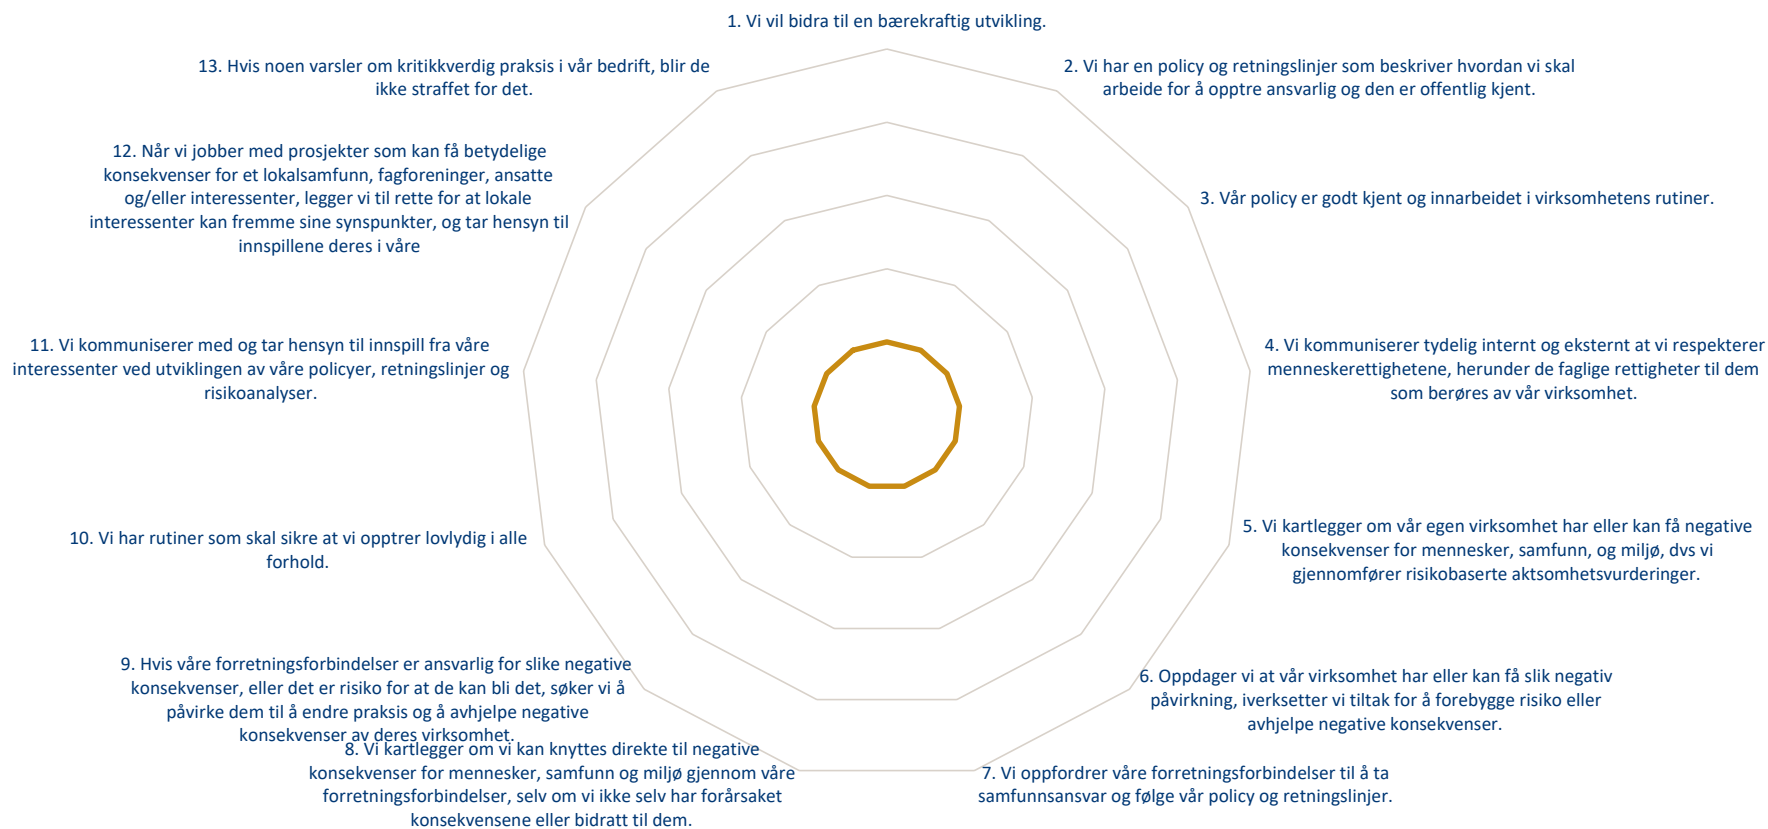 1. Vi vil bidra til en bærekraftig utvikling.
2. Vi har en policy og retningslinjer som beskriver hvordan vi skal
arbeide for å opptre ansvarlig og den er offentlig kjent.
3. Vår policy er godt kjent og innarbeidet i virksomhetens rutiner.
4. Vi kommuniserer tydelig internt og eksternt at vi respekterer
menneskerettighetene, herunder de faglige rettigheter til dem
som berøres av vår virksomhet.
5. Vi kartlegger om vår egen virksomhet har eller kan få negative
konsekvenser for mennesker, samfunn, og miljø, dvs vi
gjennomfører risikobaserte aktsomhetsvurderinger.
6. Oppdager vi at vår virksomhet har eller kan få slik negativ
påvirkning, iverksetter vi tiltak for å forebygge risiko eller
avhjelpe negative konsekvenser.
7. Vi oppfordrer våre forretningsforbindelser til å ta
samfunnsansvar og følge vår policy og retningslinjer.
8. Vi kartlegger om vi kan knyttes direkte til negative
konsekvenser for mennesker, samfunn og miljø gjennom våre
forretningsforbindelser, selv om vi ikke selv har forårsaket
konsekvensene eller bidratt til dem.
9. Hvis våre forretningsforbindelser er ansvarlig for slike negative
konsekvenser, eller det er risiko for at de kan bli det, søker vi å
påvirke dem til å endre praksis og å avhjelpe negative
konsekvenser av deres virksomhet.
10. Vi har rutiner som skal sikre at vi opptrer lovlydig i alle
forhold.
11. Vi kommuniserer med og tar hensyn til innspill fra våre
interessenter ved utviklingen av våre policyer, retningslinjer og
risikoanalyser.
12. Når vi jobber med prosjekter som kan få betydelige
konsekvenser for et lokalsamfunn, fagforeninger, ansatte
og/eller interessenter, legger vi til rette for at lokale
interessenter kan fremme sine synspunkter, og tar hensyn til
innspillene deres i våre
13. Hvis noen varsler om kritikkverdig praksis i vår bedrift, blir de
ikke straffet for det.